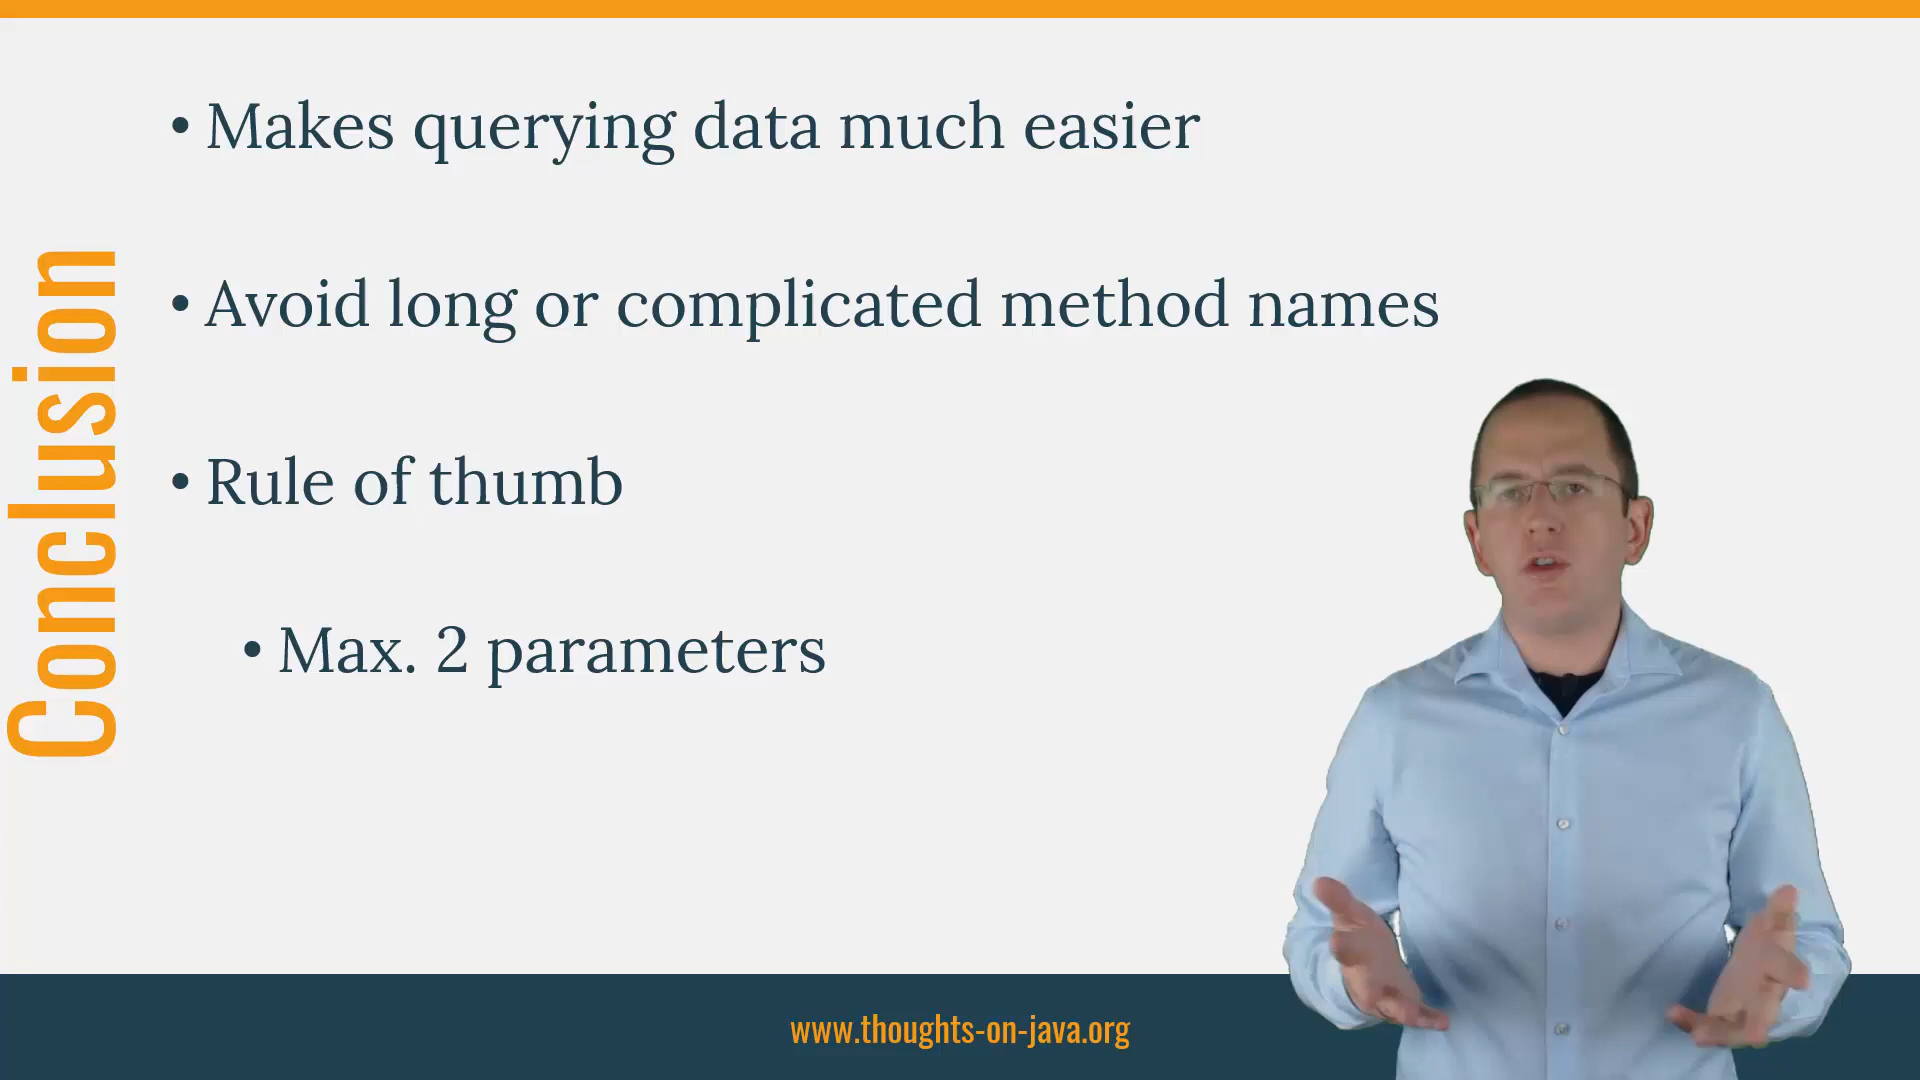 Conclusion
• Makes querying data much easier
• Avoid long or complicated method names
• Rule of thumb
• Max. 2 parameters
www.thoughts-on-java.org